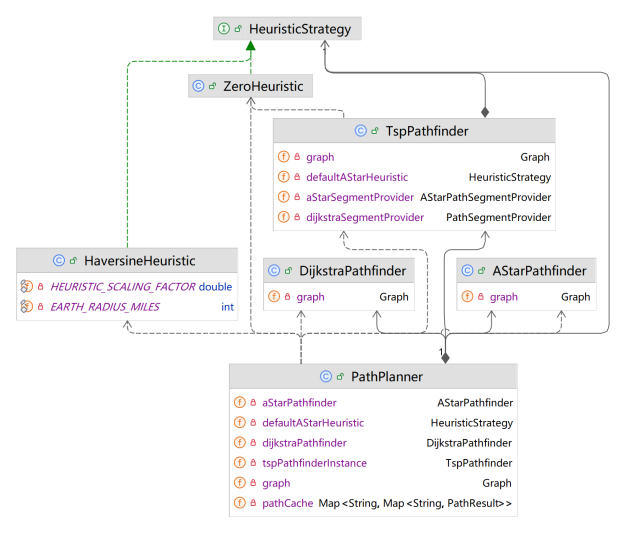 HeuristicStrategy
1
ZeroHeuristic
TspPathfinder
graph Graph
defaultAStarHeuristic HeuristicStrategy
aStarSegmentProvider AStarPathSegmentProvider
dijkstraSegmentProvider PathSegmentProvider
HaversineHeuristic
HEURISTIC_SCALING_FACTOR double
EARTH_RADIUS_MILES int
DijkstraPathfinder
graph Graph
AStarPathfinder
graph Graph
1
PathPlanner
aStarPathfinder AStarPathfinder
defaultAStarHeuristic HeuristicStrategy
dijkstraPathfinder DijkstraPathfinder
tspPathfinderInstance TspPathfinder
graph Graph
pathCache Map<String, Map<String, PathResult>>